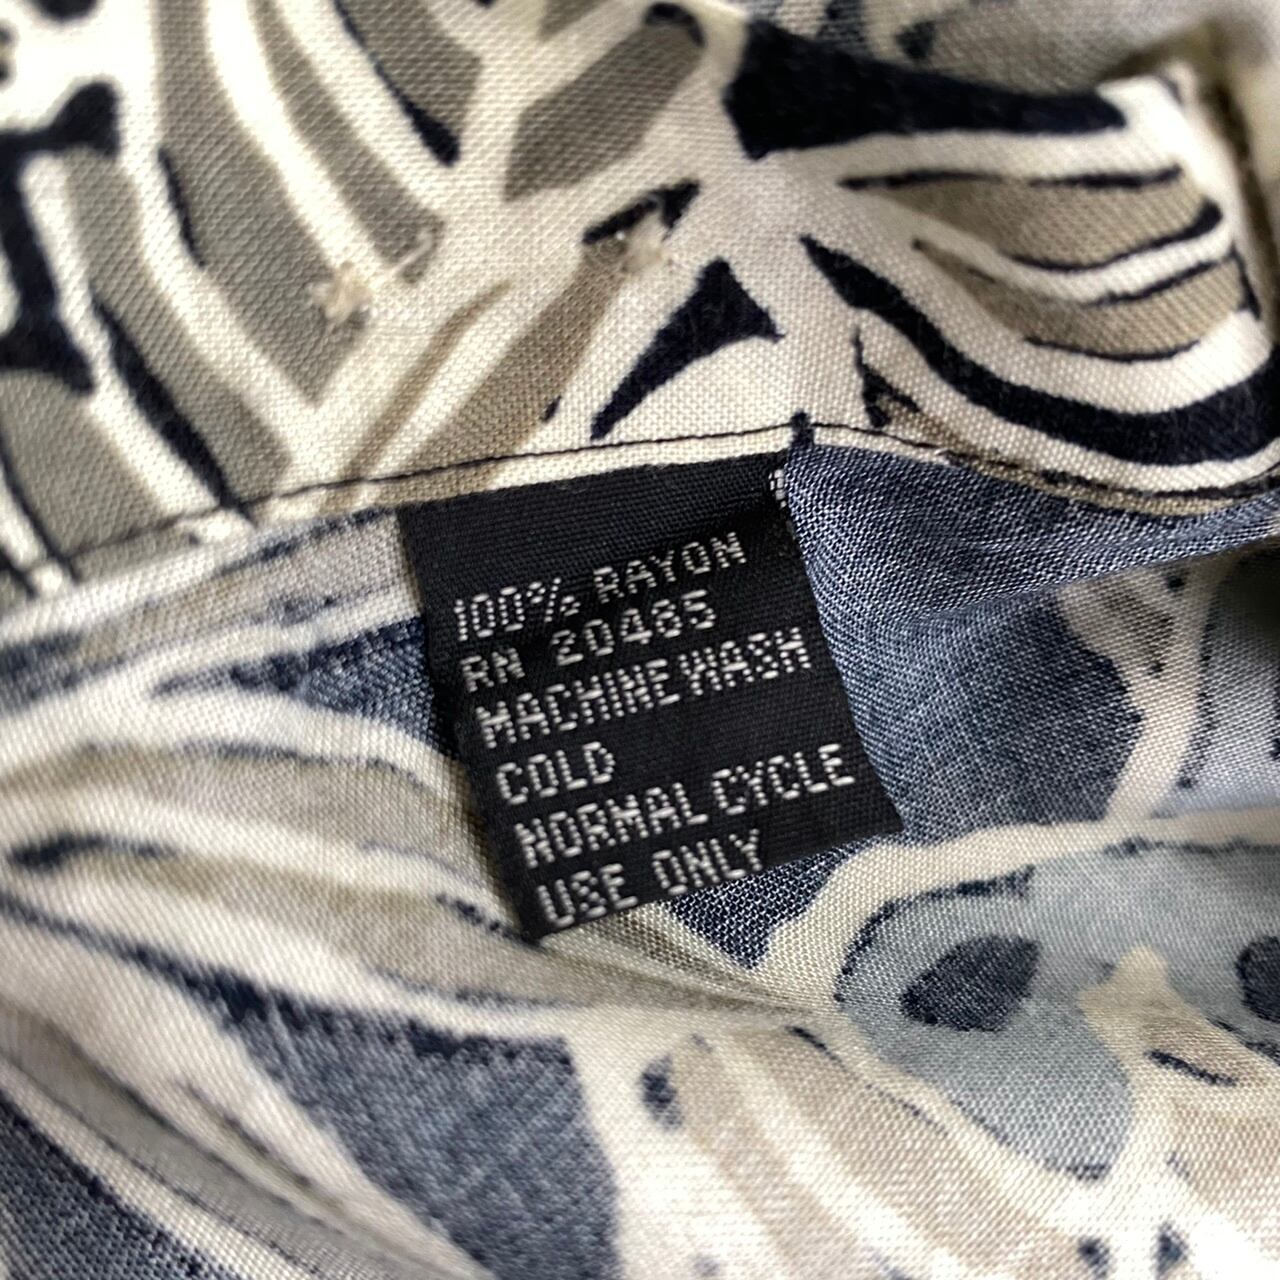 100% RAYON
RN 20485
MACHINE WASH
COLD
NORMAL CYCLE
USE ONLY